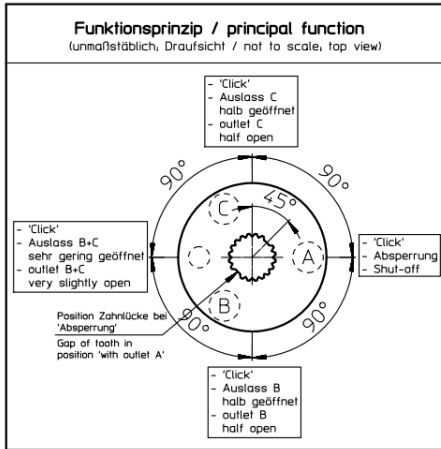 Funktionsprinzip / principal function
(unmaßstäblich, Draufsicht / not to scale, top view)
- 'Click'
- Auslass C
halb geöffnet
- outlet C
half open
90°
90°
45°
C
A
B
- 'Click'
- Auslass B+C
sehr gering geöffnet
- outlet B+C
very slightly open
- 'Click'
- Absperrung
- Shut-off
Position Zahnlücke bei
'Absperrung'
Gap of tooth in
position 'with outlet A'
90°
90°
- 'Click'
- Auslass B
halb geöffnet
- outlet B
half open